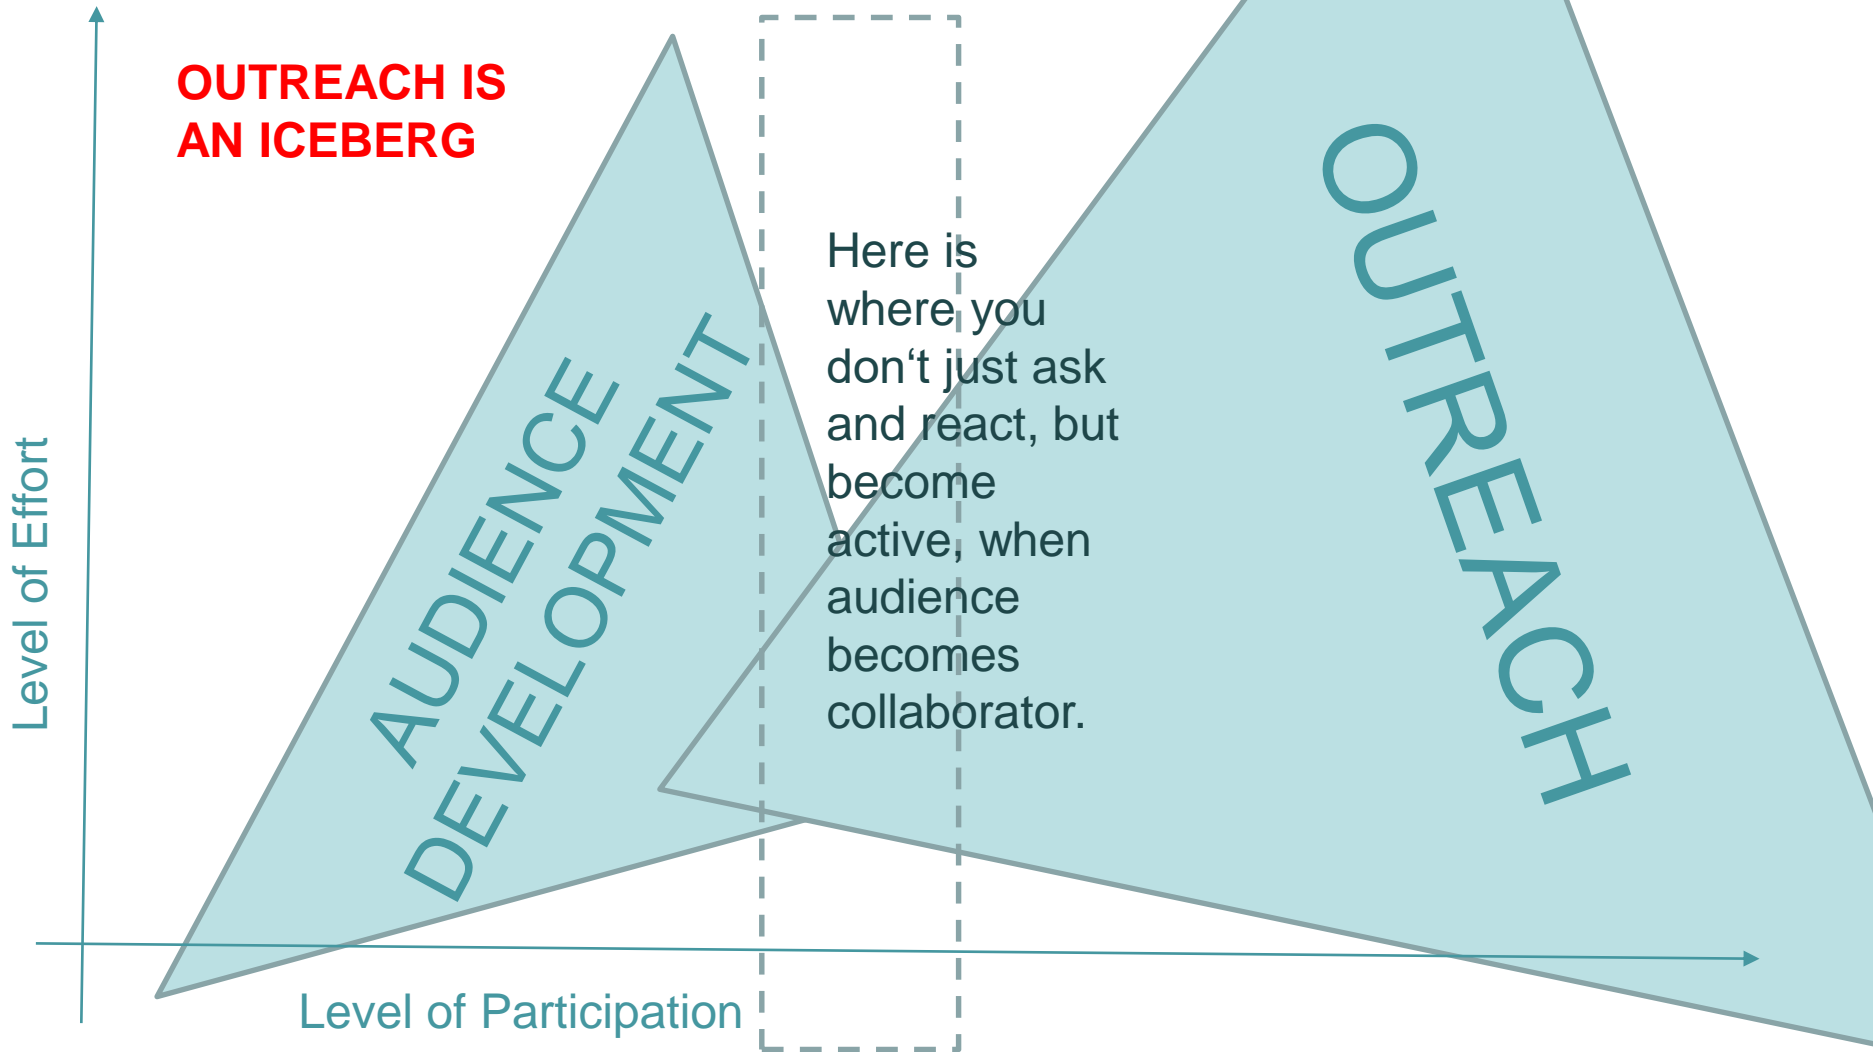 OUTREACH IS
AN ICEBERG
Level of Effort
AUDIENCE
DEVELOPMENT
Here is
where you
don‘t just ask
and react, but
become
active, when
audience
becomes
collaborator.
OUTREACH
Level of Participation